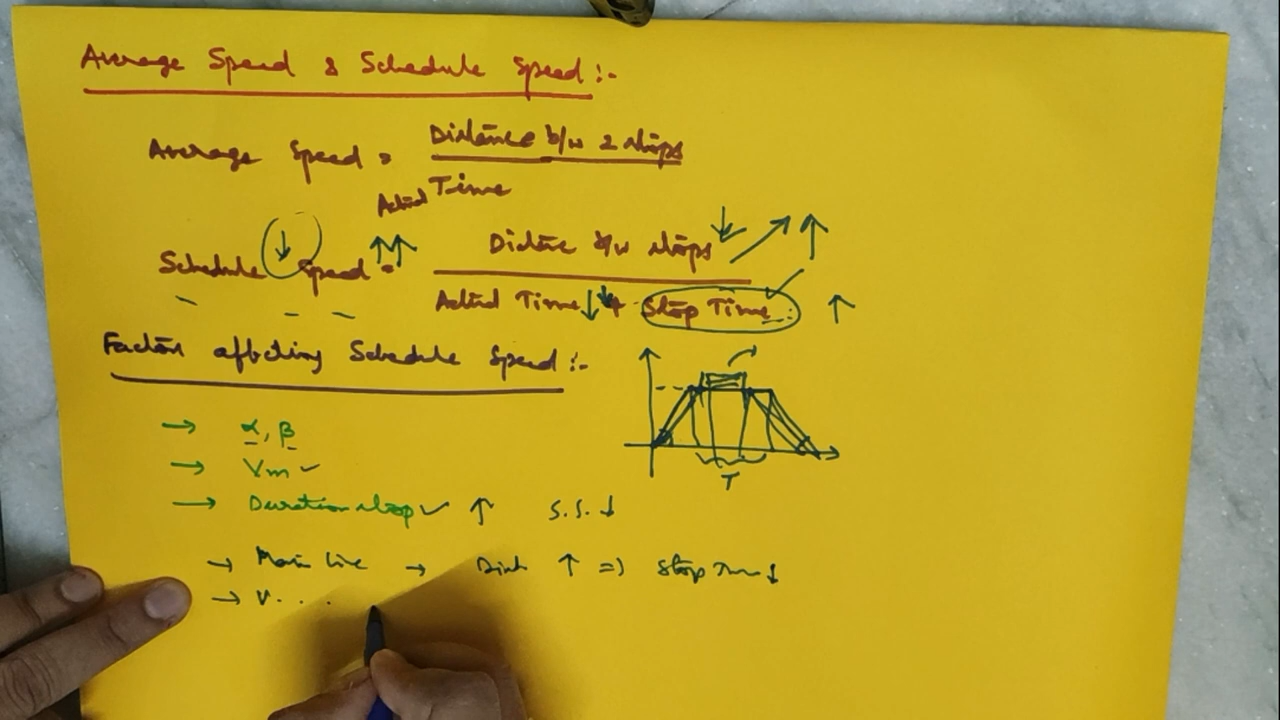 Average Speed & Schedule Speed :-
Average Speed = Distance b/w 2 stops
Actual Time
Schedule Speed = Distance b/w stops
Actual Time + Stop Time
Factors affecting Schedule Speed :-
→ α, β
→ Vm ✓
→ Duration stop ✓ ↑ S.S. ↓
T
→ Main line → Dist ↑ => Stop Time ↓
→ V. . .